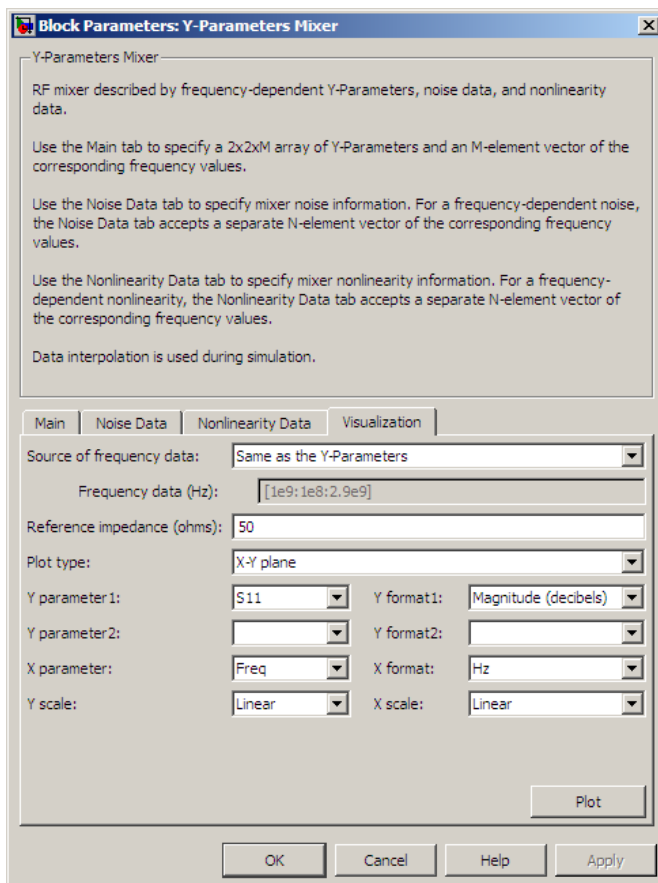 Block Parameters: Y-Parameters Mixer
Y-Parameters Mixer
RF mixer described by frequency-dependent Y-Parameters, noise data, and nonlinearity
data.
Use the Main tab to specify a 2x2xM array of Y-Parameters and an M-element vector of the
corresponding frequency values.
Use the Noise Data tab to specify mixer noise information. For a frequency-dependent noise,
the Noise Data tab accepts a separate N-element vector of the corresponding frequency
values.
Use the Nonlinearity Data tab to specify mixer nonlinearity information. For a frequency-
dependent nonlinearity, the Nonlinearity Data tab accepts a separate N-element vector of
the corresponding frequency values.
Data interpolation is used during simulation.
Main Noise Data Nonlinearity Data Visualization
Source of frequency data: Same as the Y-Parameters
Frequency data (Hz): [1e9:1e8:2.9e9]
Reference impedance (ohms): 50
Plot type: X-Y plane
Y parameter1: S11 Y format1: Magnitude (decibels)
Y parameter2: Y format2:
X parameter: Freq X format: Hz
Y scale: Linear X scale: Linear
Plot
OK Cancel Help Apply